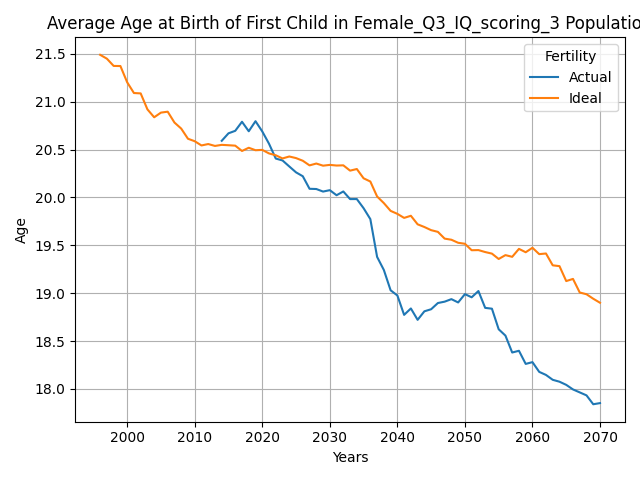 Average Age at Birth of First Child in Female_Q3_IQ_scoring_3 Populatio
21.5
21.0
20.5
20.0
19.5
19.0
18.5
18.0
Age
Fertility
Actual
Ideal
2000 2010 2020 2030 2040 2050 2060 2070
Years